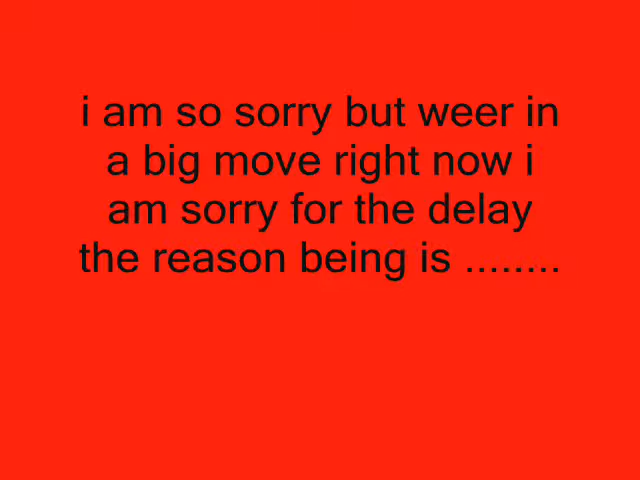 i am so sorry but weer in
a big move right now i
am sorry for the delay
the reason being is ........